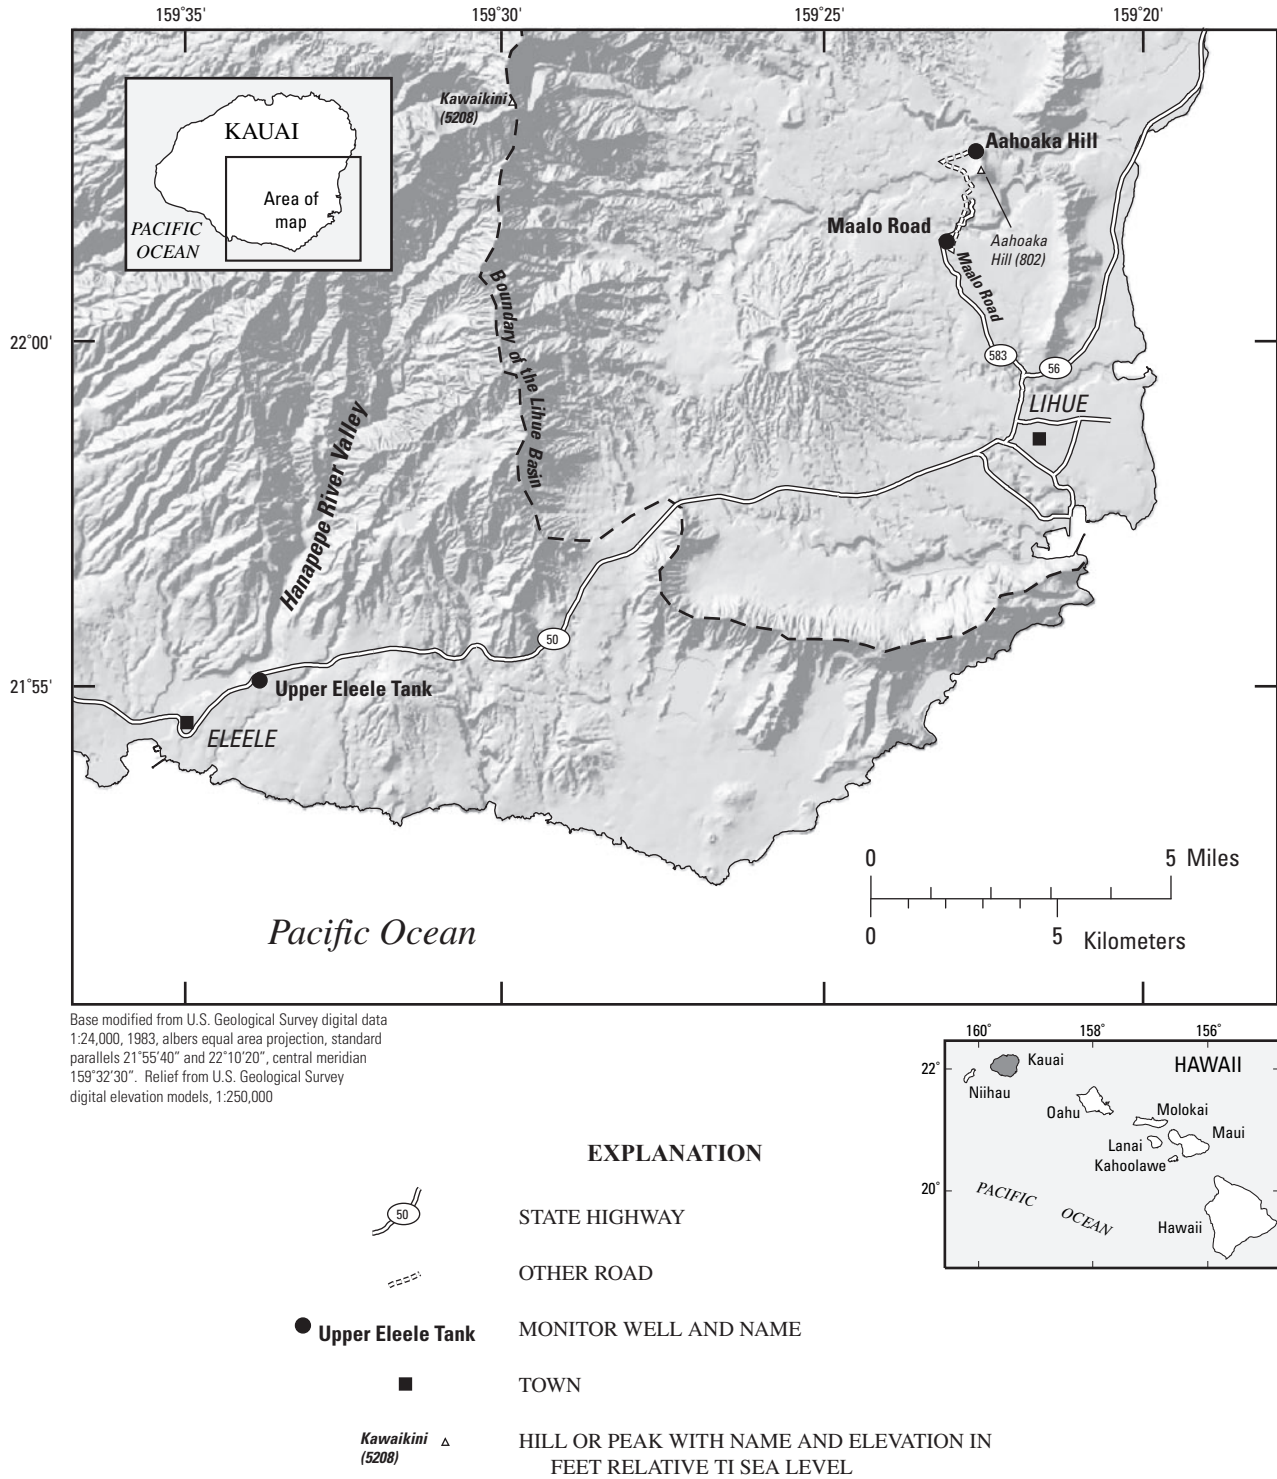 159˚35'
159˚30'
159˚25'
159˚20'
Kawaikini
(5208)
KAUAI
Area of
map
PACIFIC
OCEAN
Aahoaka Hill
Maalo Road
Aahoaka
Hill (802)
Maalo Road
Boundary of the Lihue Basin
22˚00'
583
56
LIHUE
Hanapepe River Valley
50
21˚55'
Upper Eleele Tank
ELEELE
0
5 Miles
0
5
Kilometers
Pacific Ocean
Base modified from U.S. Geological Survey digital data
1:24,000, 1983, albers equal area projection, standard
parallels 21˚55'40” and 22˚10'20”, central meridian
159˚32'30”. Relief from U.S. Geological Survey
digital elevation models, 1:250,000
160˚
158˚
156˚
22˚
Kauai
HAWAII
Niihau
Oahu
Molokai
Lanai
Maui
Kahoolawe
20˚
PACIFIC
OCEAN
Hawaii
EXPLANATION
50
STATE HIGHWAY
OTHER ROAD
Upper Eleele Tank
MONITOR WELL AND NAME
TOWN
Kawaikini
(5208)
HILL OR PEAK WITH NAME AND ELEVATION IN
FEET RELATIVE TI SEA LEVEL